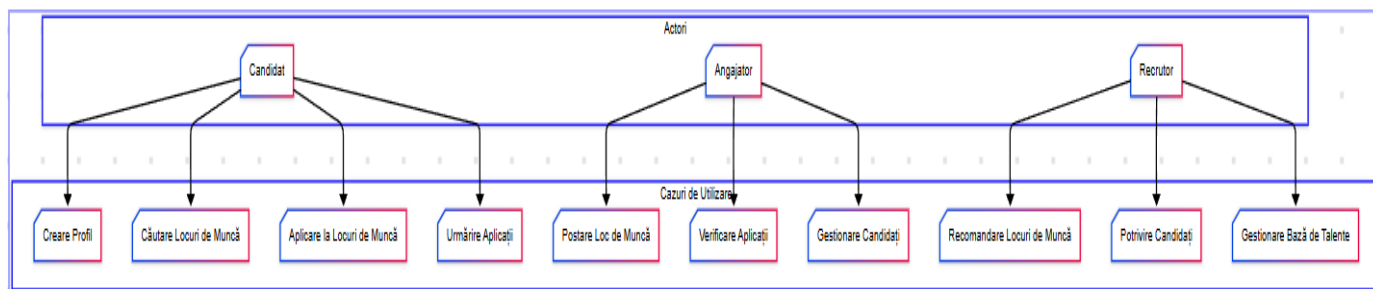 Actori
Candidat
Angajator
Recrutor
Cazuri de Utilizare
Creare Profil
Căutare Locuri de Muncă
Aplicare la Locuri de Muncă
Urmărire Aplicații
Postare Loc de Muncă
Verificare Aplicații
Gestionare Candidați
Recomandare Locuri de Muncă
Potrivire Candidați
Gestionare Bază de Talente